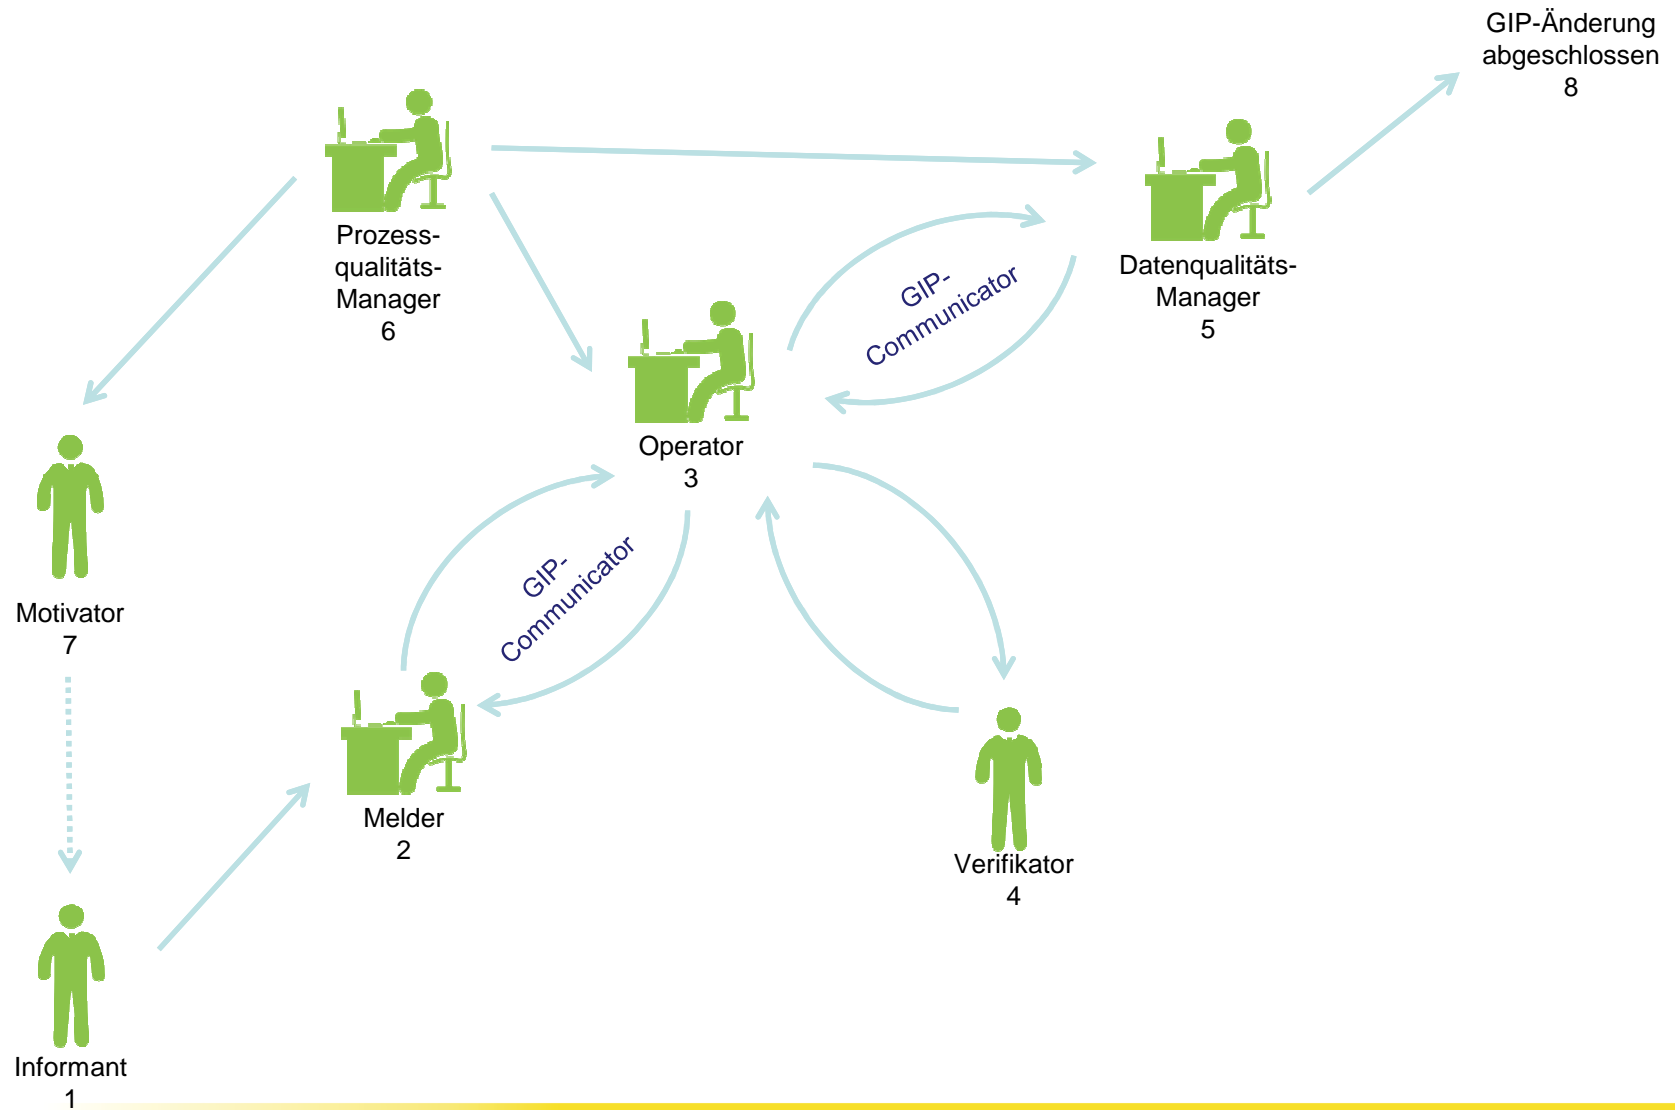 GIP-Änderung
abgeschlossen
8
Prozess-
qualitäts-
Manager
6
Datenqualitäts-
Manager
5
GIP-
Communicator
Operator
3
GIP-
Communicator
Motivator
7
Melder
2
Verifikator
4
Informant
1